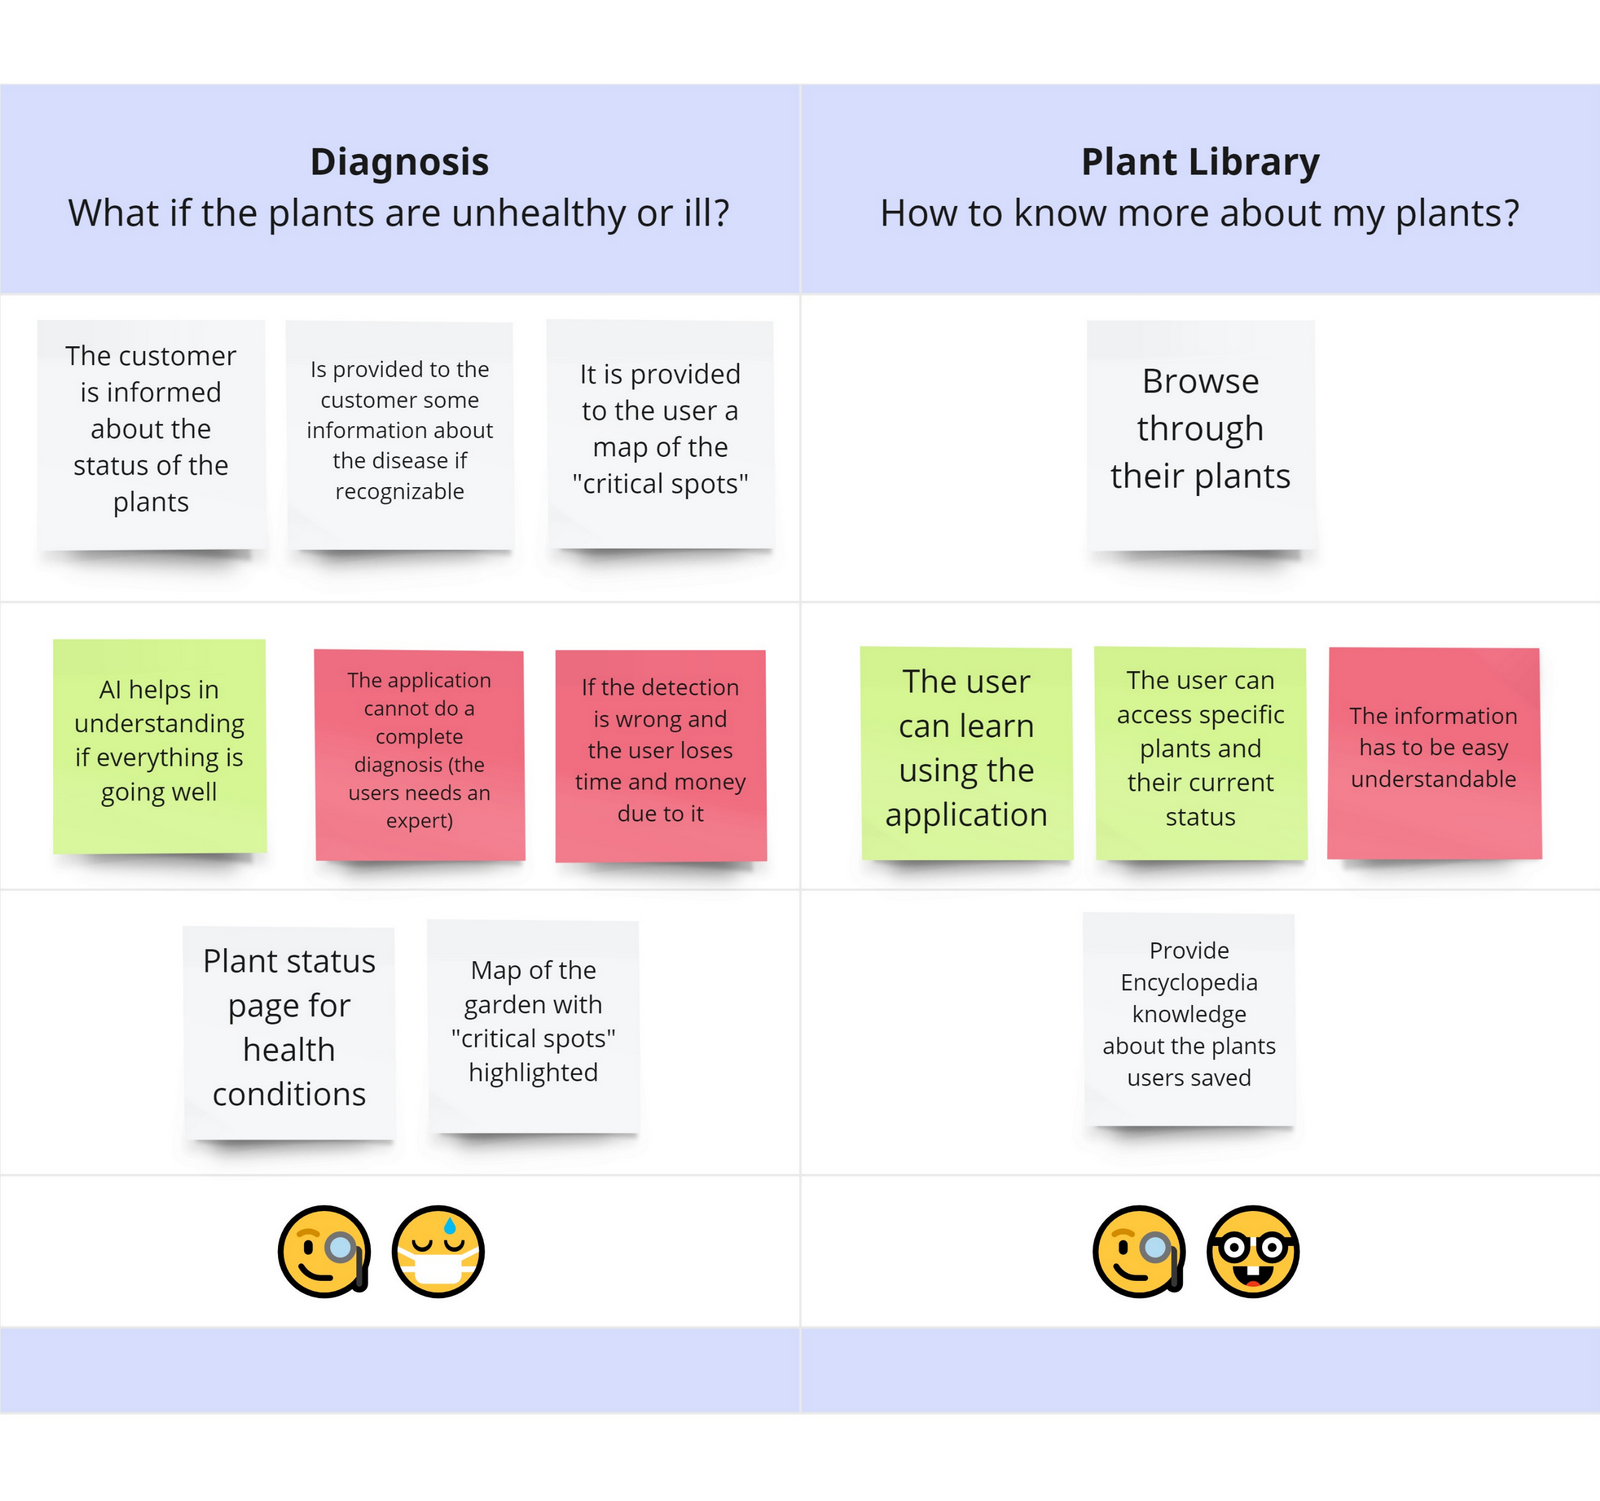 Diagnosis
What if the plants are unhealthy or ill?
Plant Library
How to know more about my plants?
The customer
is informed
about the
status of the
plants
Is provided to the
customer some
information about
the disease if
recognizable
It is provided
to the user a
map of the
"critical spots"
Browse
through
their plants
AI helps in
understanding
if everything is
going well
The application
cannot do a
complete
diagnosis (the
users needs an
expert)
If the detection
is wrong and
the user loses
time and money
due to it
The user
can learn
using the
application
The user can
access specific
plants and
their current
status
The information
has to be easy
understandable
Plant status
page for
health
conditions
Map of the
garden with
"critical spots"
highlighted
Provide
Encyclopedia
knowledge
about the plants
users saved